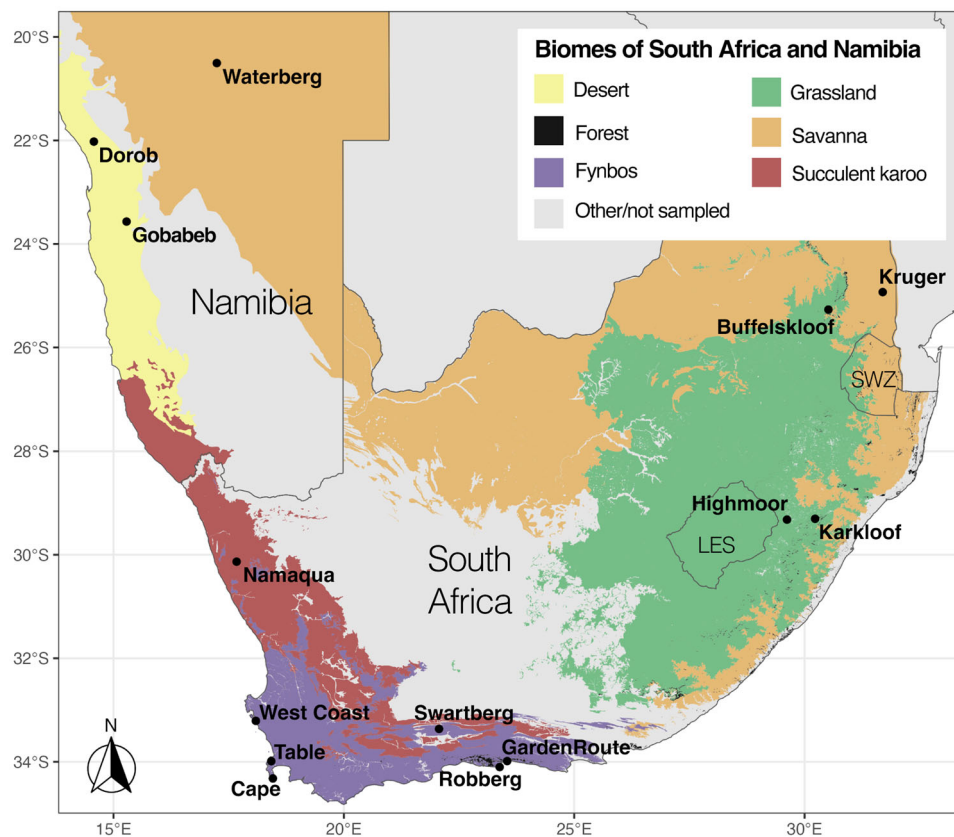 Biomes of South Africa and Namibia
Desert
Forest
Fynbos
Other/not sampled
Grassland
Savanna
Succulent karoo
20°S
22°S
24°S
26°S
28°S
30°S
32°S
34°S
Waterberg
Dorob
Gobabeb
Namibia
Kruger
Buffelskloof
SWZ
Highmoor
LES
Karkloof
South
Africa
Namaqua
West Coast
Swartberg
Table
GardenRoute
Cape
Robberg
N
15°E
20°E
25°E
30°E